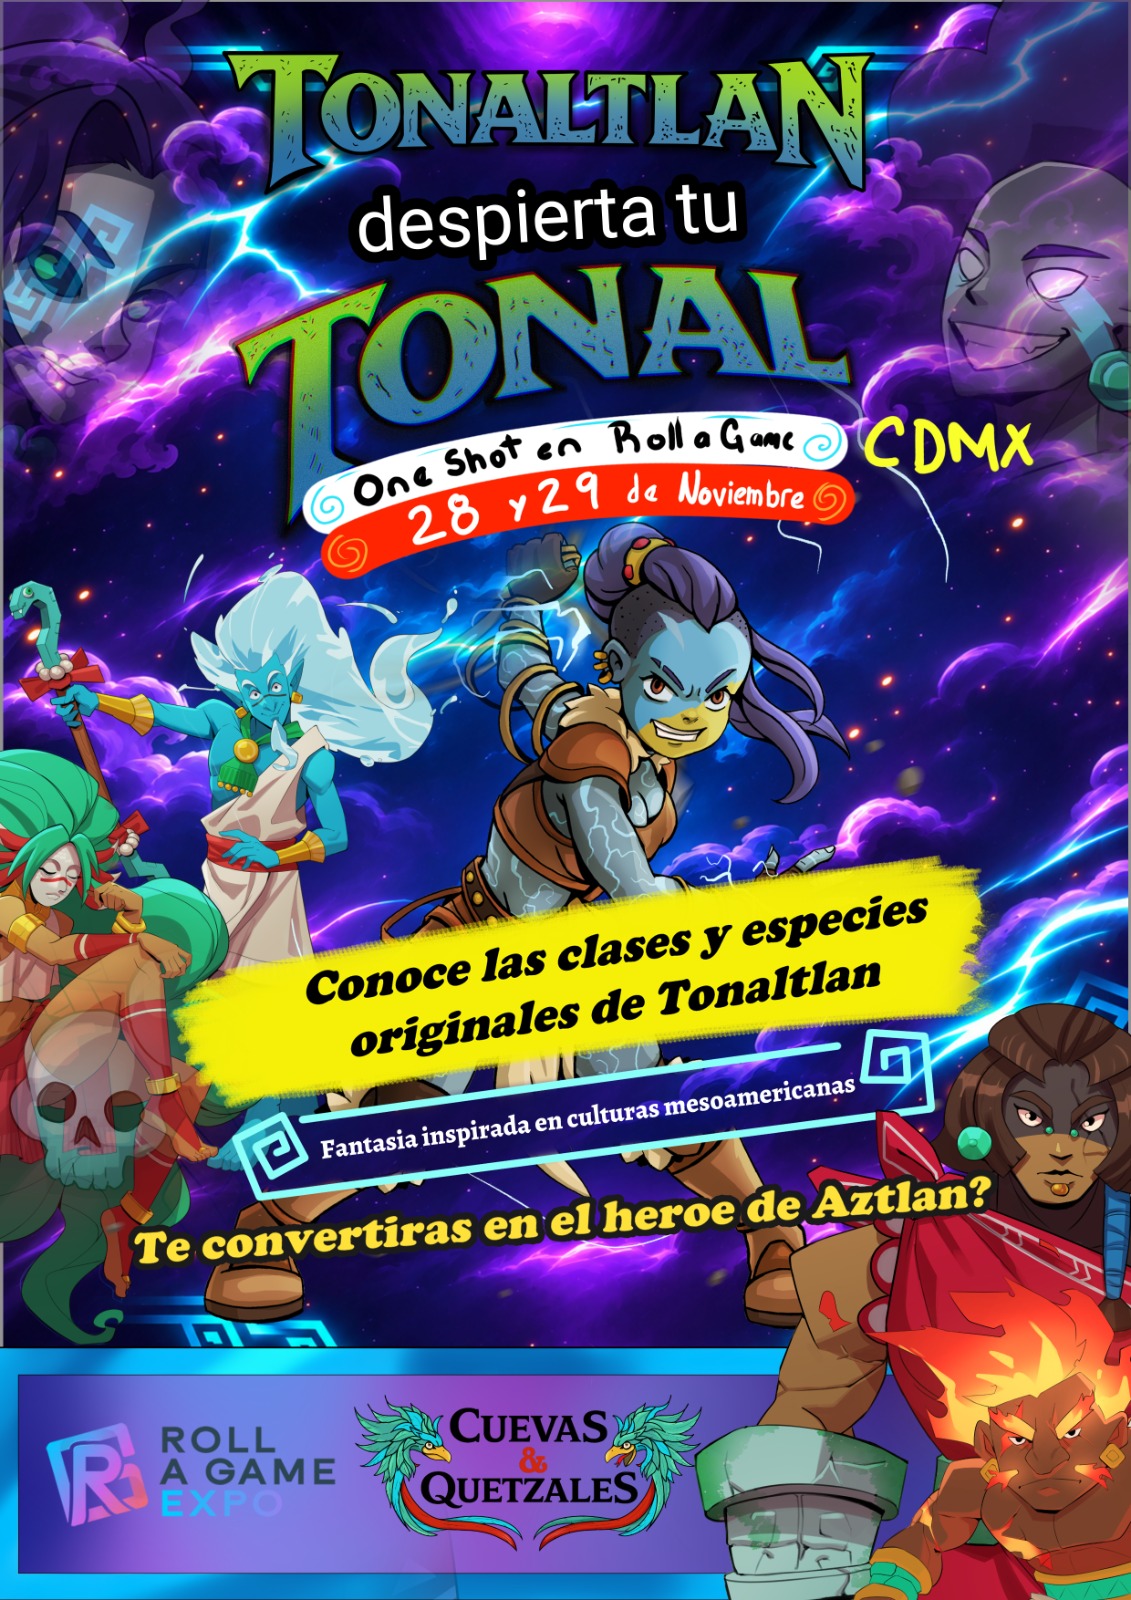 TONALTLAN
despierta tu
TONAL
One Shot en Roll a Game
CDMX
28 y 29 de Noviembre
Conoce las clases y especies
originales de Tonaltlan
Fantasia inspirada en culturas mesoamericanas
Te convertiras en el heroe de Aztlan?
ROLL
A GAME
EXPO
CUEVAS
&
QUETZALES